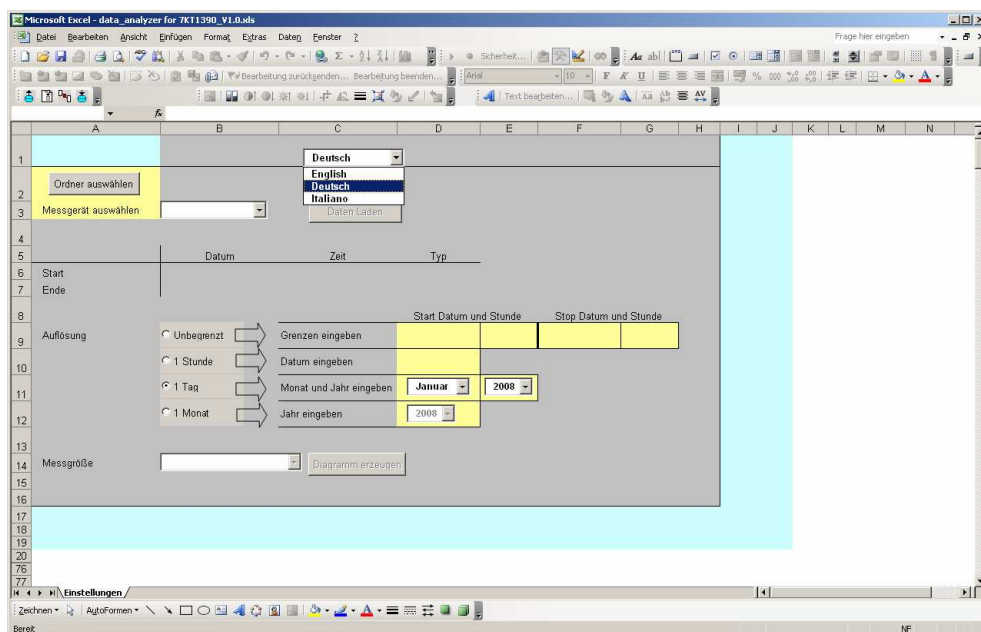 Microsoft Excel - data_analyzer for 7KT1390_V1.0.xls
Datei Bearbeiten Ansicht Einfügen Format Extras Daten Fenster ? Frage hier eingeben
Sicherheit...
Bearbeitung zurücksenden... Bearbeitung beenden... Arial 10 F K U % 000
Text bearbeiten...
fx
A B C D E F G H I J K L M N
1 Deutsch
English
Deutsch
Italiano
2 Ordner auswählen
3 Messgerät auswählen Daten Laden
4
5 Datum Zeit Typ
6 Start
7 Ende
8 Start Datum und Stunde Stop Datum und Stunde
9 Auflösung Unbegrenzt Grenzen eingeben
10 1 Stunde Datum eingeben
11 1 Tag Monat und Jahr eingeben Januar 2008
12 1 Monat Jahr eingeben 2008
13
14 Messgröße Diagramm erzeugen
15
16
17
18
19
20
76
77
Einstellungen
Zeichnen AutoFormen
Bereit NF